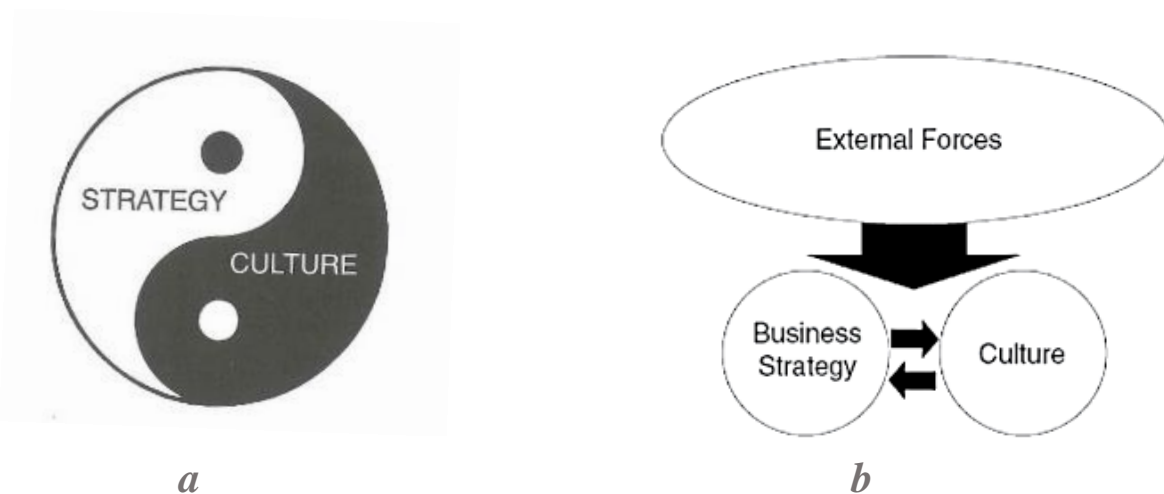 STRATEGY
CULTURE
a
External Forces
Business
Strategy
Culture
b